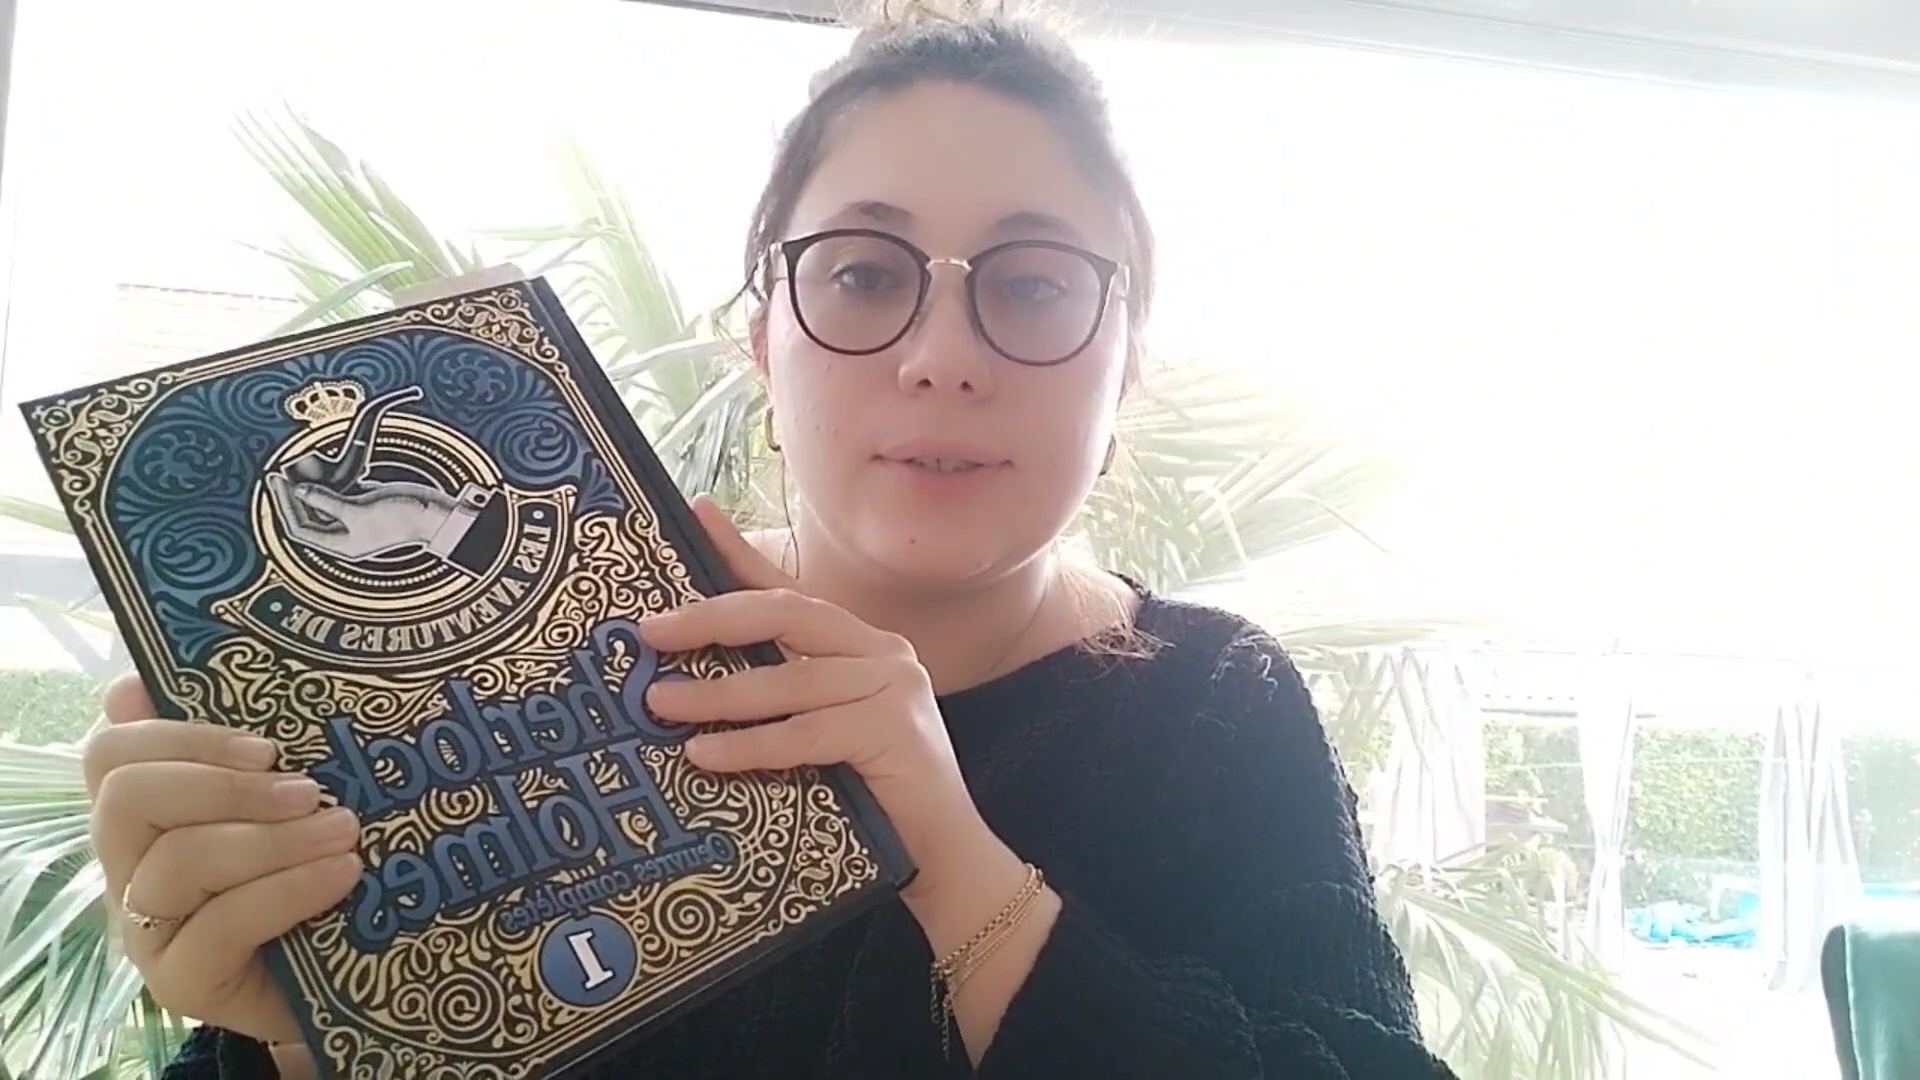 • LES AVENTURES DE •
Sherlock
Holmes
Oeuvres complètes
1